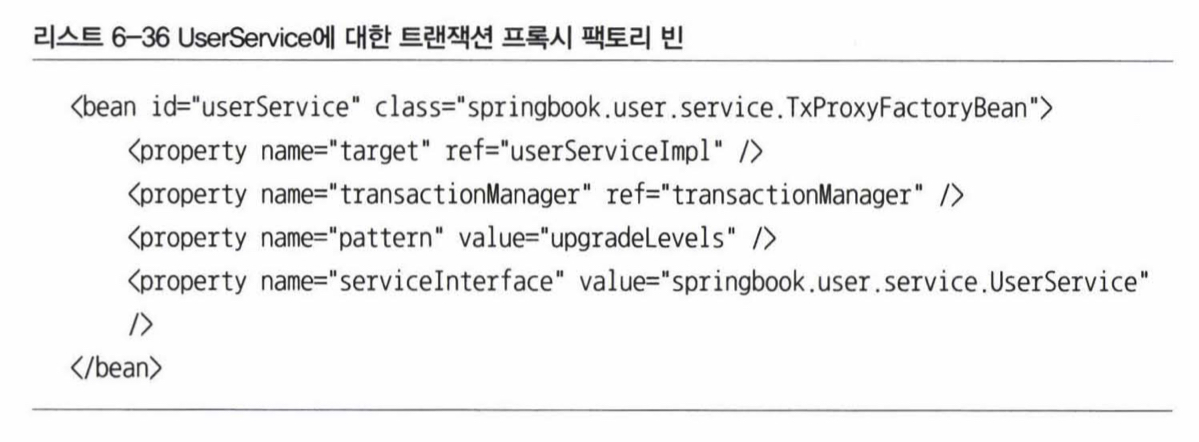 리스트 6-36 UserService에 대한 트랜잭션 프록시 팩토리 빈
<bean id="userService" class="springbook.user.service.TxProxyFactoryBean">
<property name="target" ref="userServiceImpl" />
<property name="transactionManager" ref="transactionManager" />
<property name="pattern" value="upgradeLevels" />
<property name="serviceInterface" value="springbook.user.service.UserService"
/>
</bean>